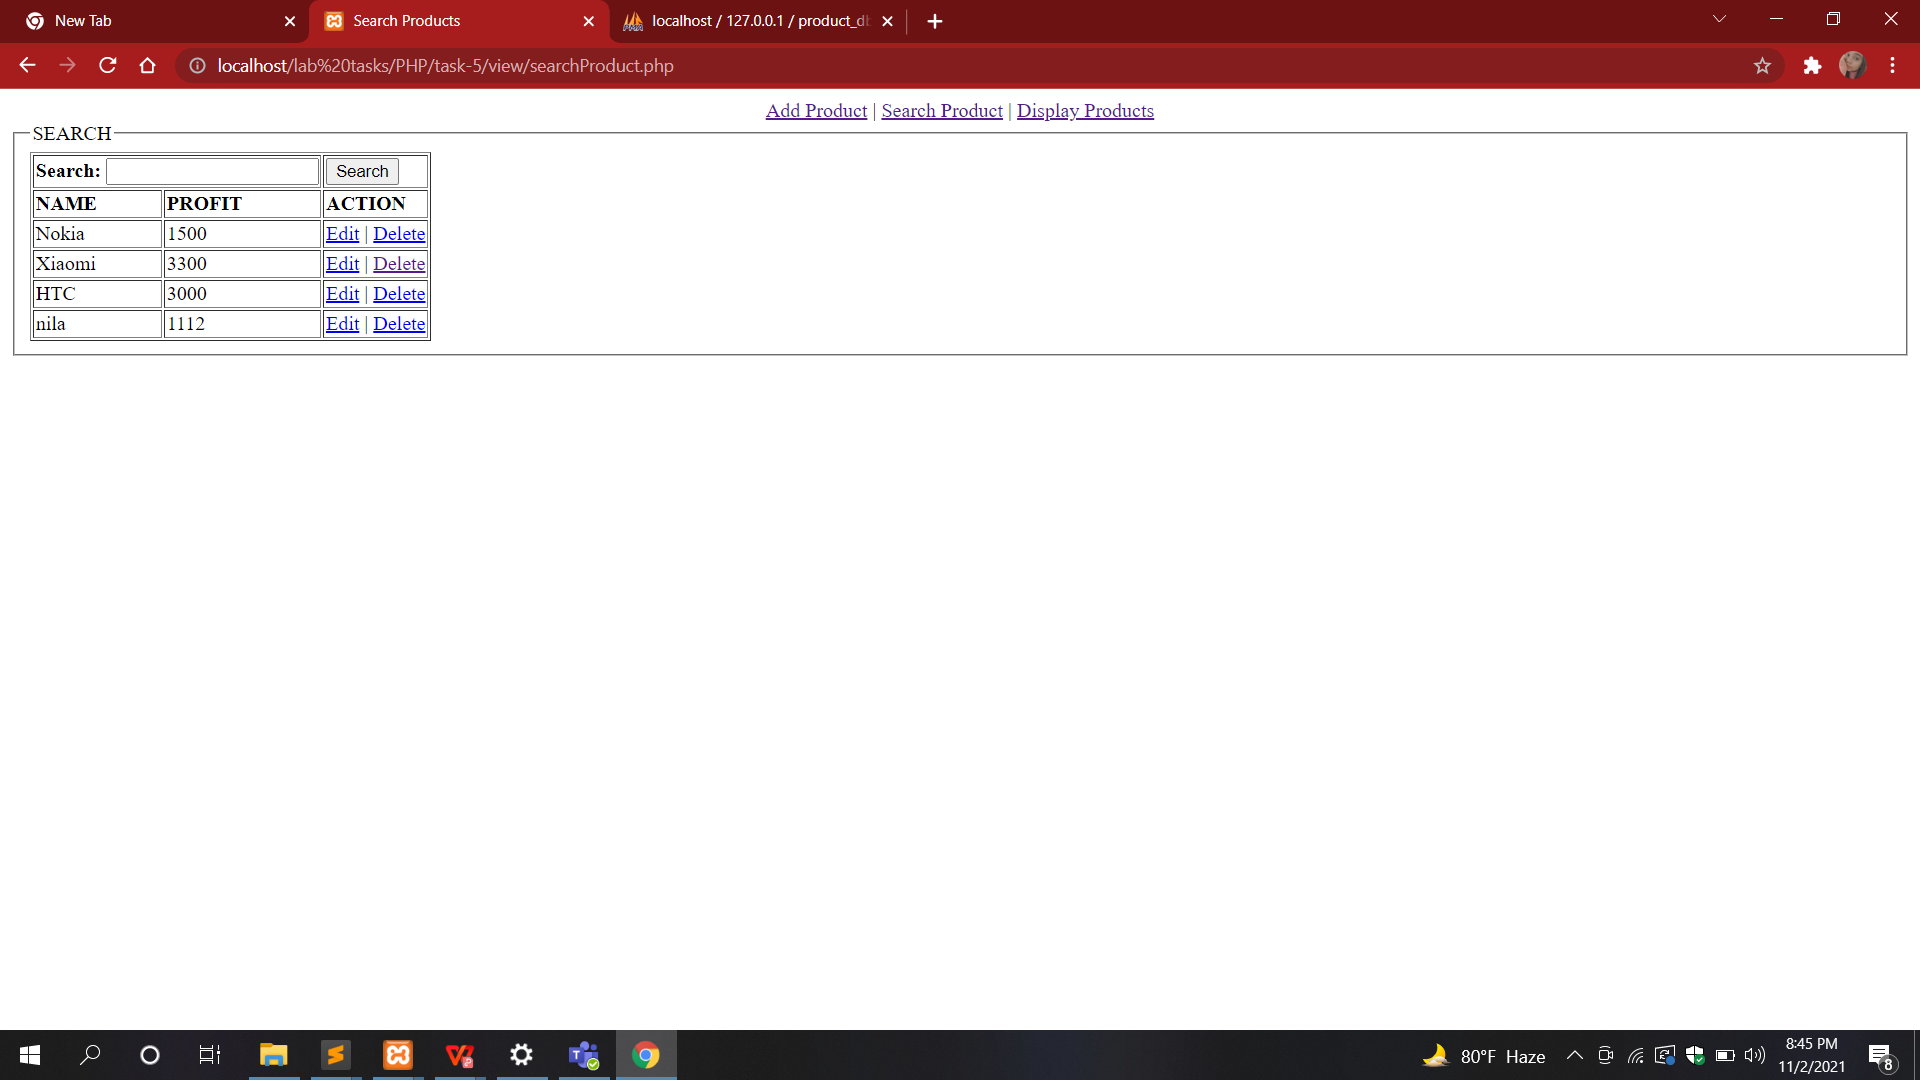 New Tab
Search Products
localhost / 127.0.0.1 / product_db
localhost/lab%20tasks/PHP/task-5/view/searchProduct.php
Add Product | Search Product | Display Products
SEARCH
Search: Search
NAME PROFIT ACTION
Nokia 1500 Edit | Delete
Xiaomi 3300 Edit | Delete
HTC 3000 Edit | Delete
nila 1112 Edit | Delete
80°F Haze
8:45 PM
11/2/2021
8